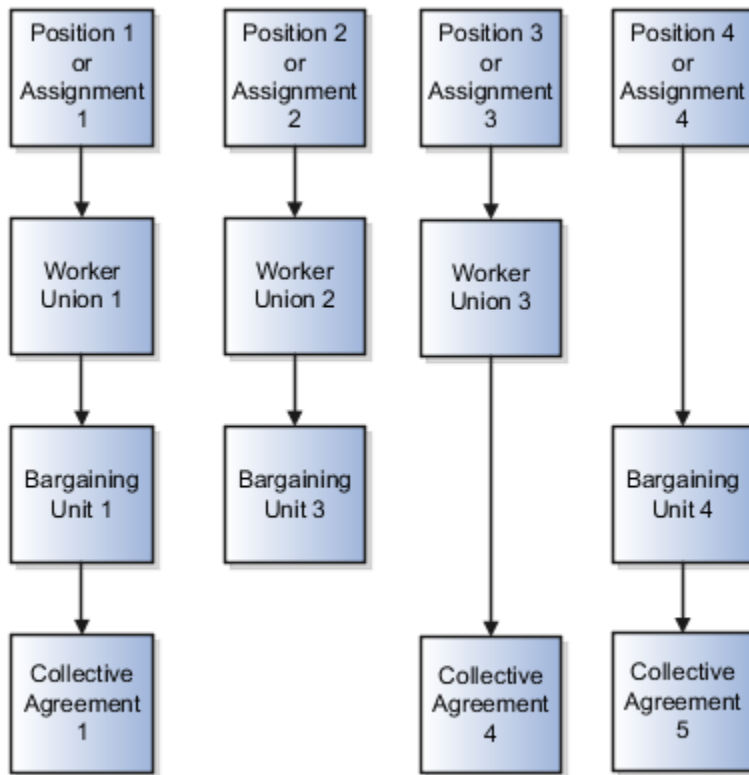 Position 1
or
Assignment
1
Position 2
or
Assignment
2
Position 3
or
Assignment
3
Position 4
or
Assignment
4
Worker
Union 1
Worker
Union 2
Worker
Union 3
Bargaining
Unit 1
Bargaining
Unit 3
Bargaining
Unit 4
Collective
Agreement
1
Collective
Agreement
4
Collective
Agreement
5